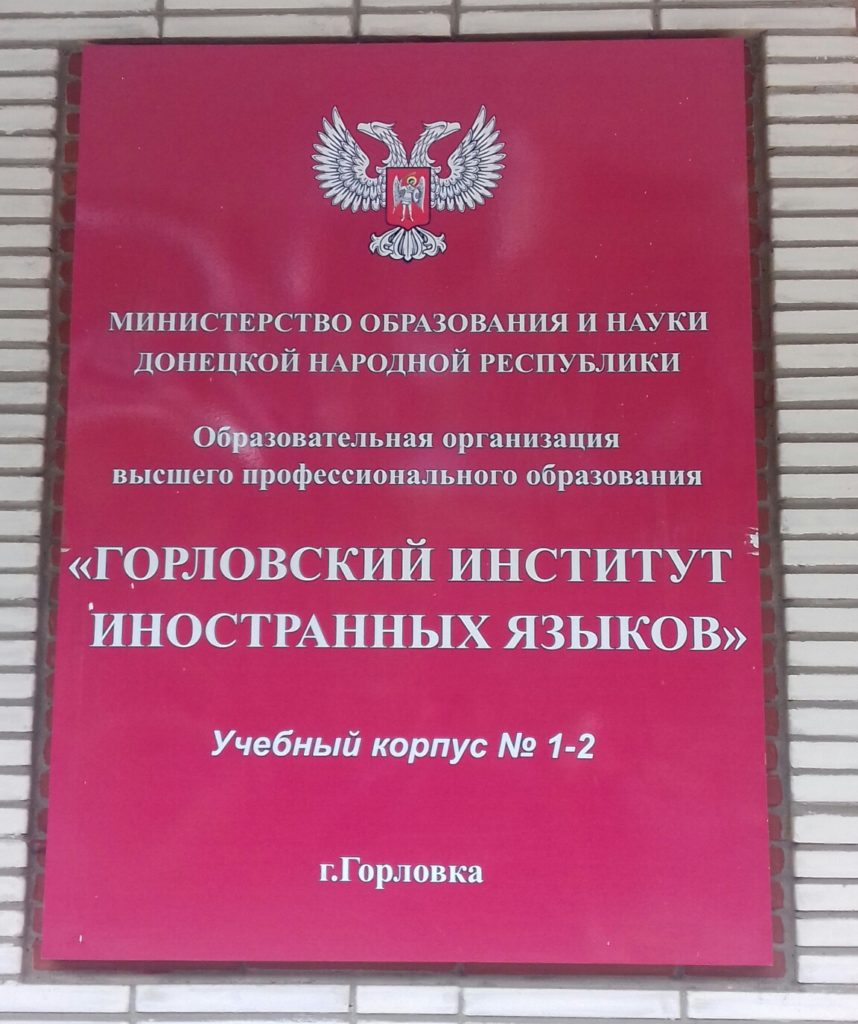 МИНИСТЕРСТВО ОБРАЗОВАНИЯ И НАУКИ
ДОНЕЦКОЙ НАРОДНОЙ РЕСПУБЛИКИ
Образовательная организация
высшего профессионального образования
«ГОРЛОВСКИЙ ИНСТИТУТ
ИНОСТРАННЫХ ЯЗЫКОВ»
Учебный корпус № 1-2
г.Горловка